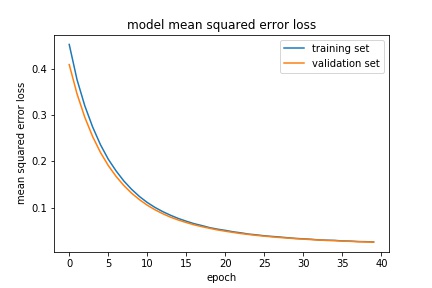 model mean squared error loss
training set
validation set
mean squared error loss
0.4
0.3
0.2
0.1
0 5 10 15 20 25 30 35 40
epoch